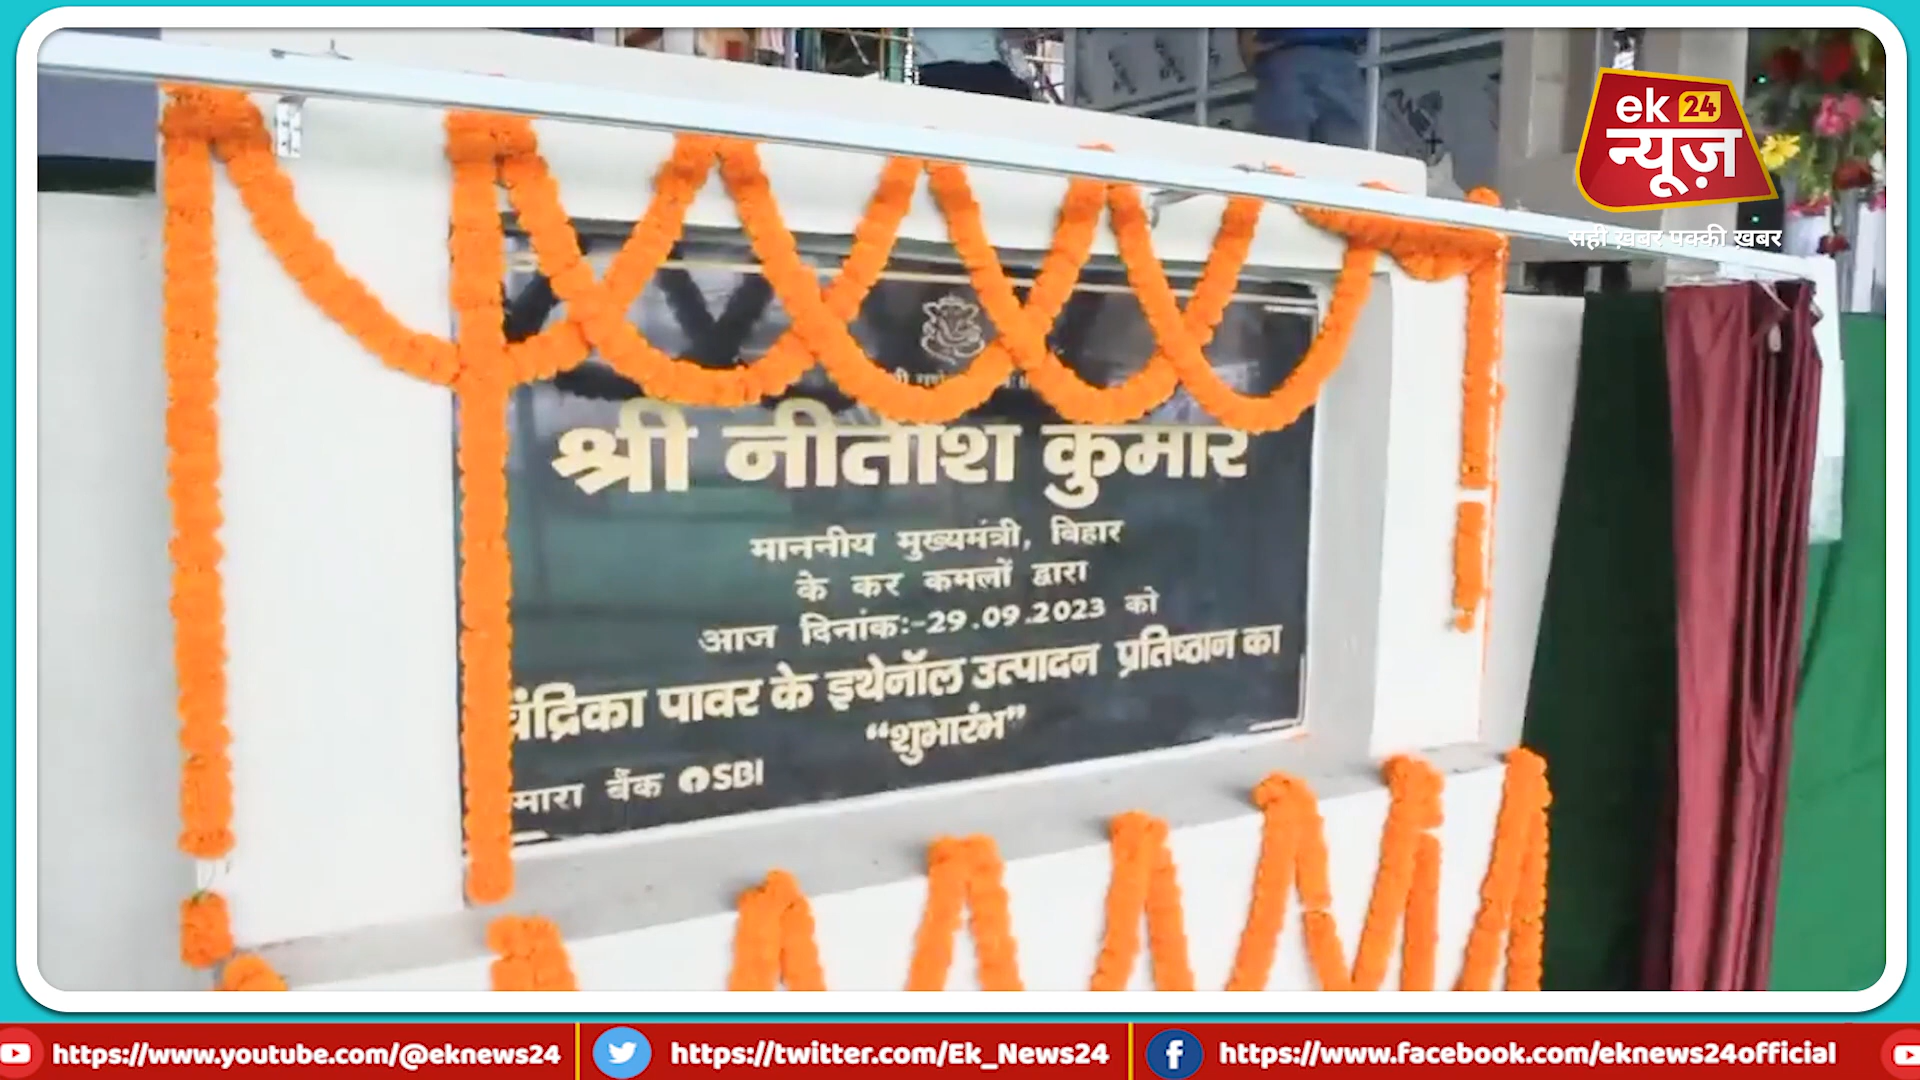 ek 24
न्यूज़
सही ख़बर पक्की ख़बर
श्री नीतीश कुमार
माननीय मुख्यमंत्री, बिहार
के कर कमलों द्वारा
आज दिनांक:-29.09.2023 को
चंद्रिका पावर के इथेनॉल उत्पादन प्रतिष्ठान का
“शुभारंभ”
हमारा बैंक SBI
https://www.youtube.com/@eknews24
https://twitter.com/Ek_News24
https://www.facebook.com/eknews24official